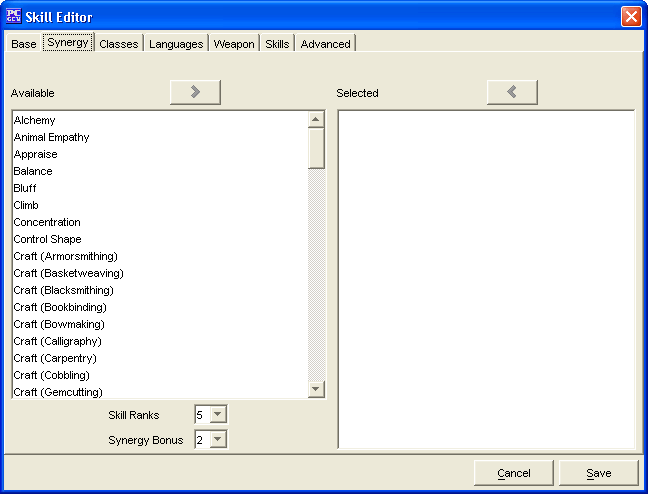 PC GEN Skill Editor
Base Synergy Classes Languages Weapon Skills Advanced
Available
Selected
Alchemy
Animal Empathy
Appraise
Balance
Bluff
Climb
Concentration
Control Shape
Craft (Armorsmithing)
Craft (Basketweaving)
Craft (Blacksmithing)
Craft (Bookbinding)
Craft (Bowmaking)
Craft (Calligraphy)
Craft (Carpentry)
Craft (Cobbling)
Craft (Gemcutting)
Skill Ranks 5
Synergy Bonus 2
Cancel Save